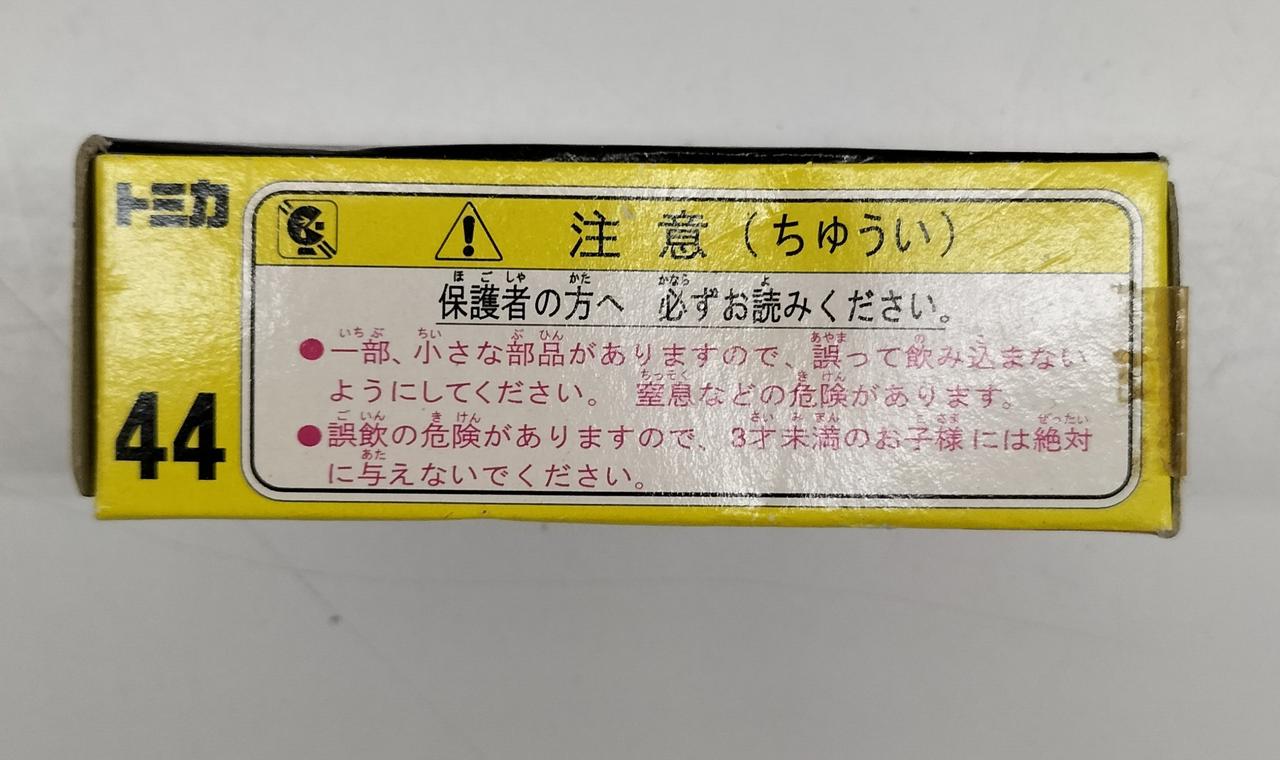 トミカ
44
注意（ちゅうい）
保護者の方へ 必ずお読みください。
●一部、小さな部品がありますので、誤って飲み込まない
ようにしてください。 窒息などの危険があります。
●誤飲の危険がありますので、3才未満のお子様には絶対
に与えないでください。